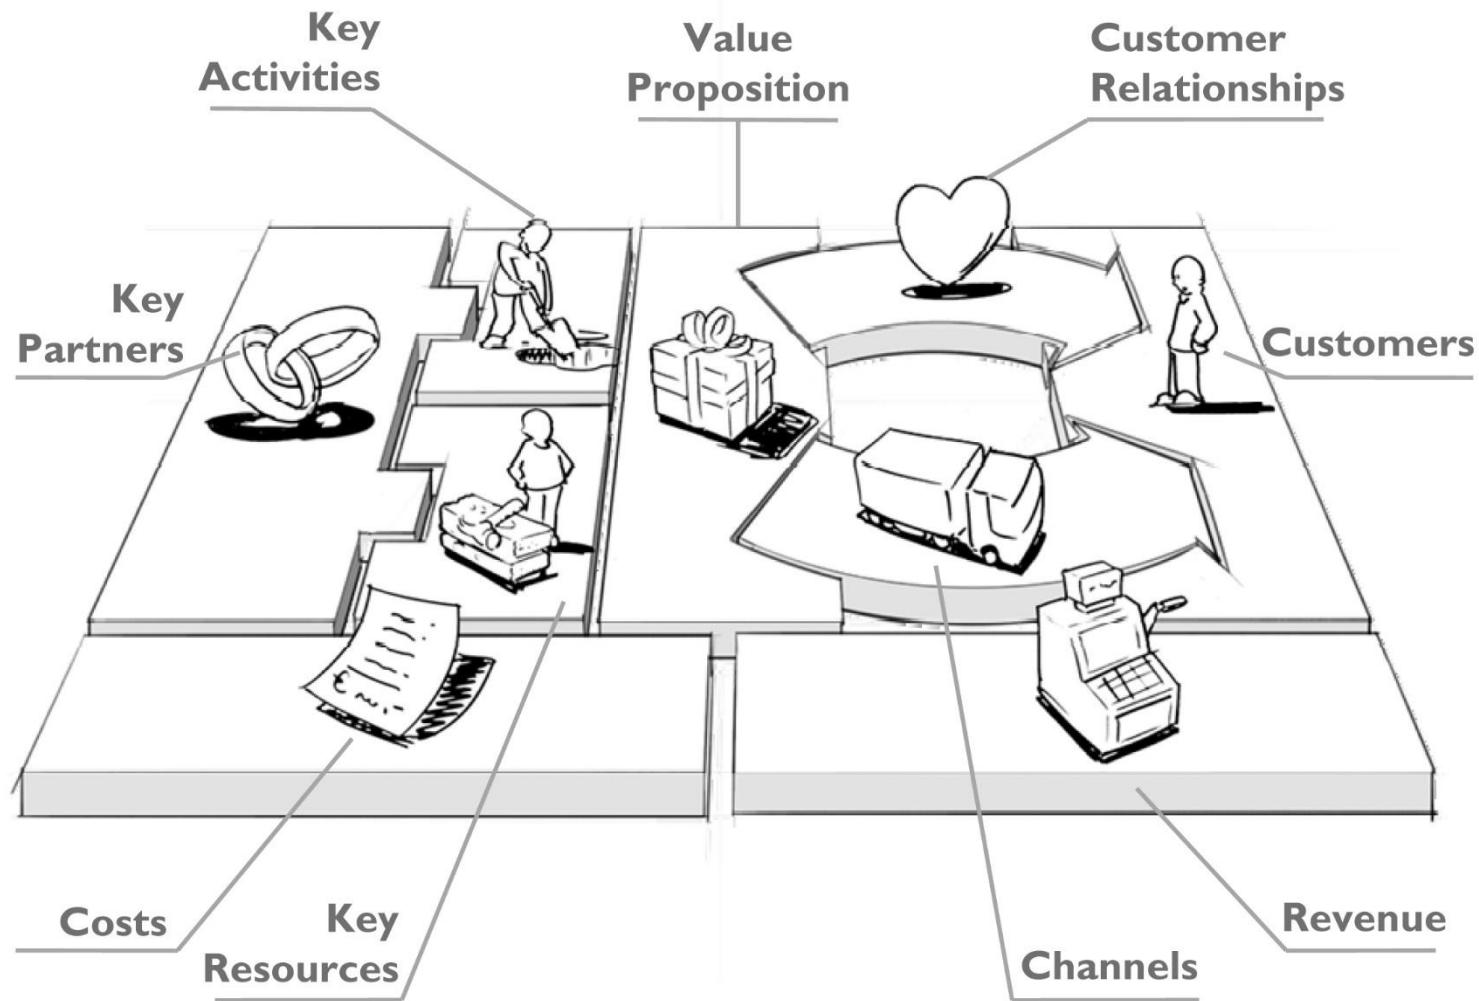 Key
Activities
Value
Proposition
Customer
Relationships
Key
Partners
Customers
Costs
Key
Resources
Channels
Revenue